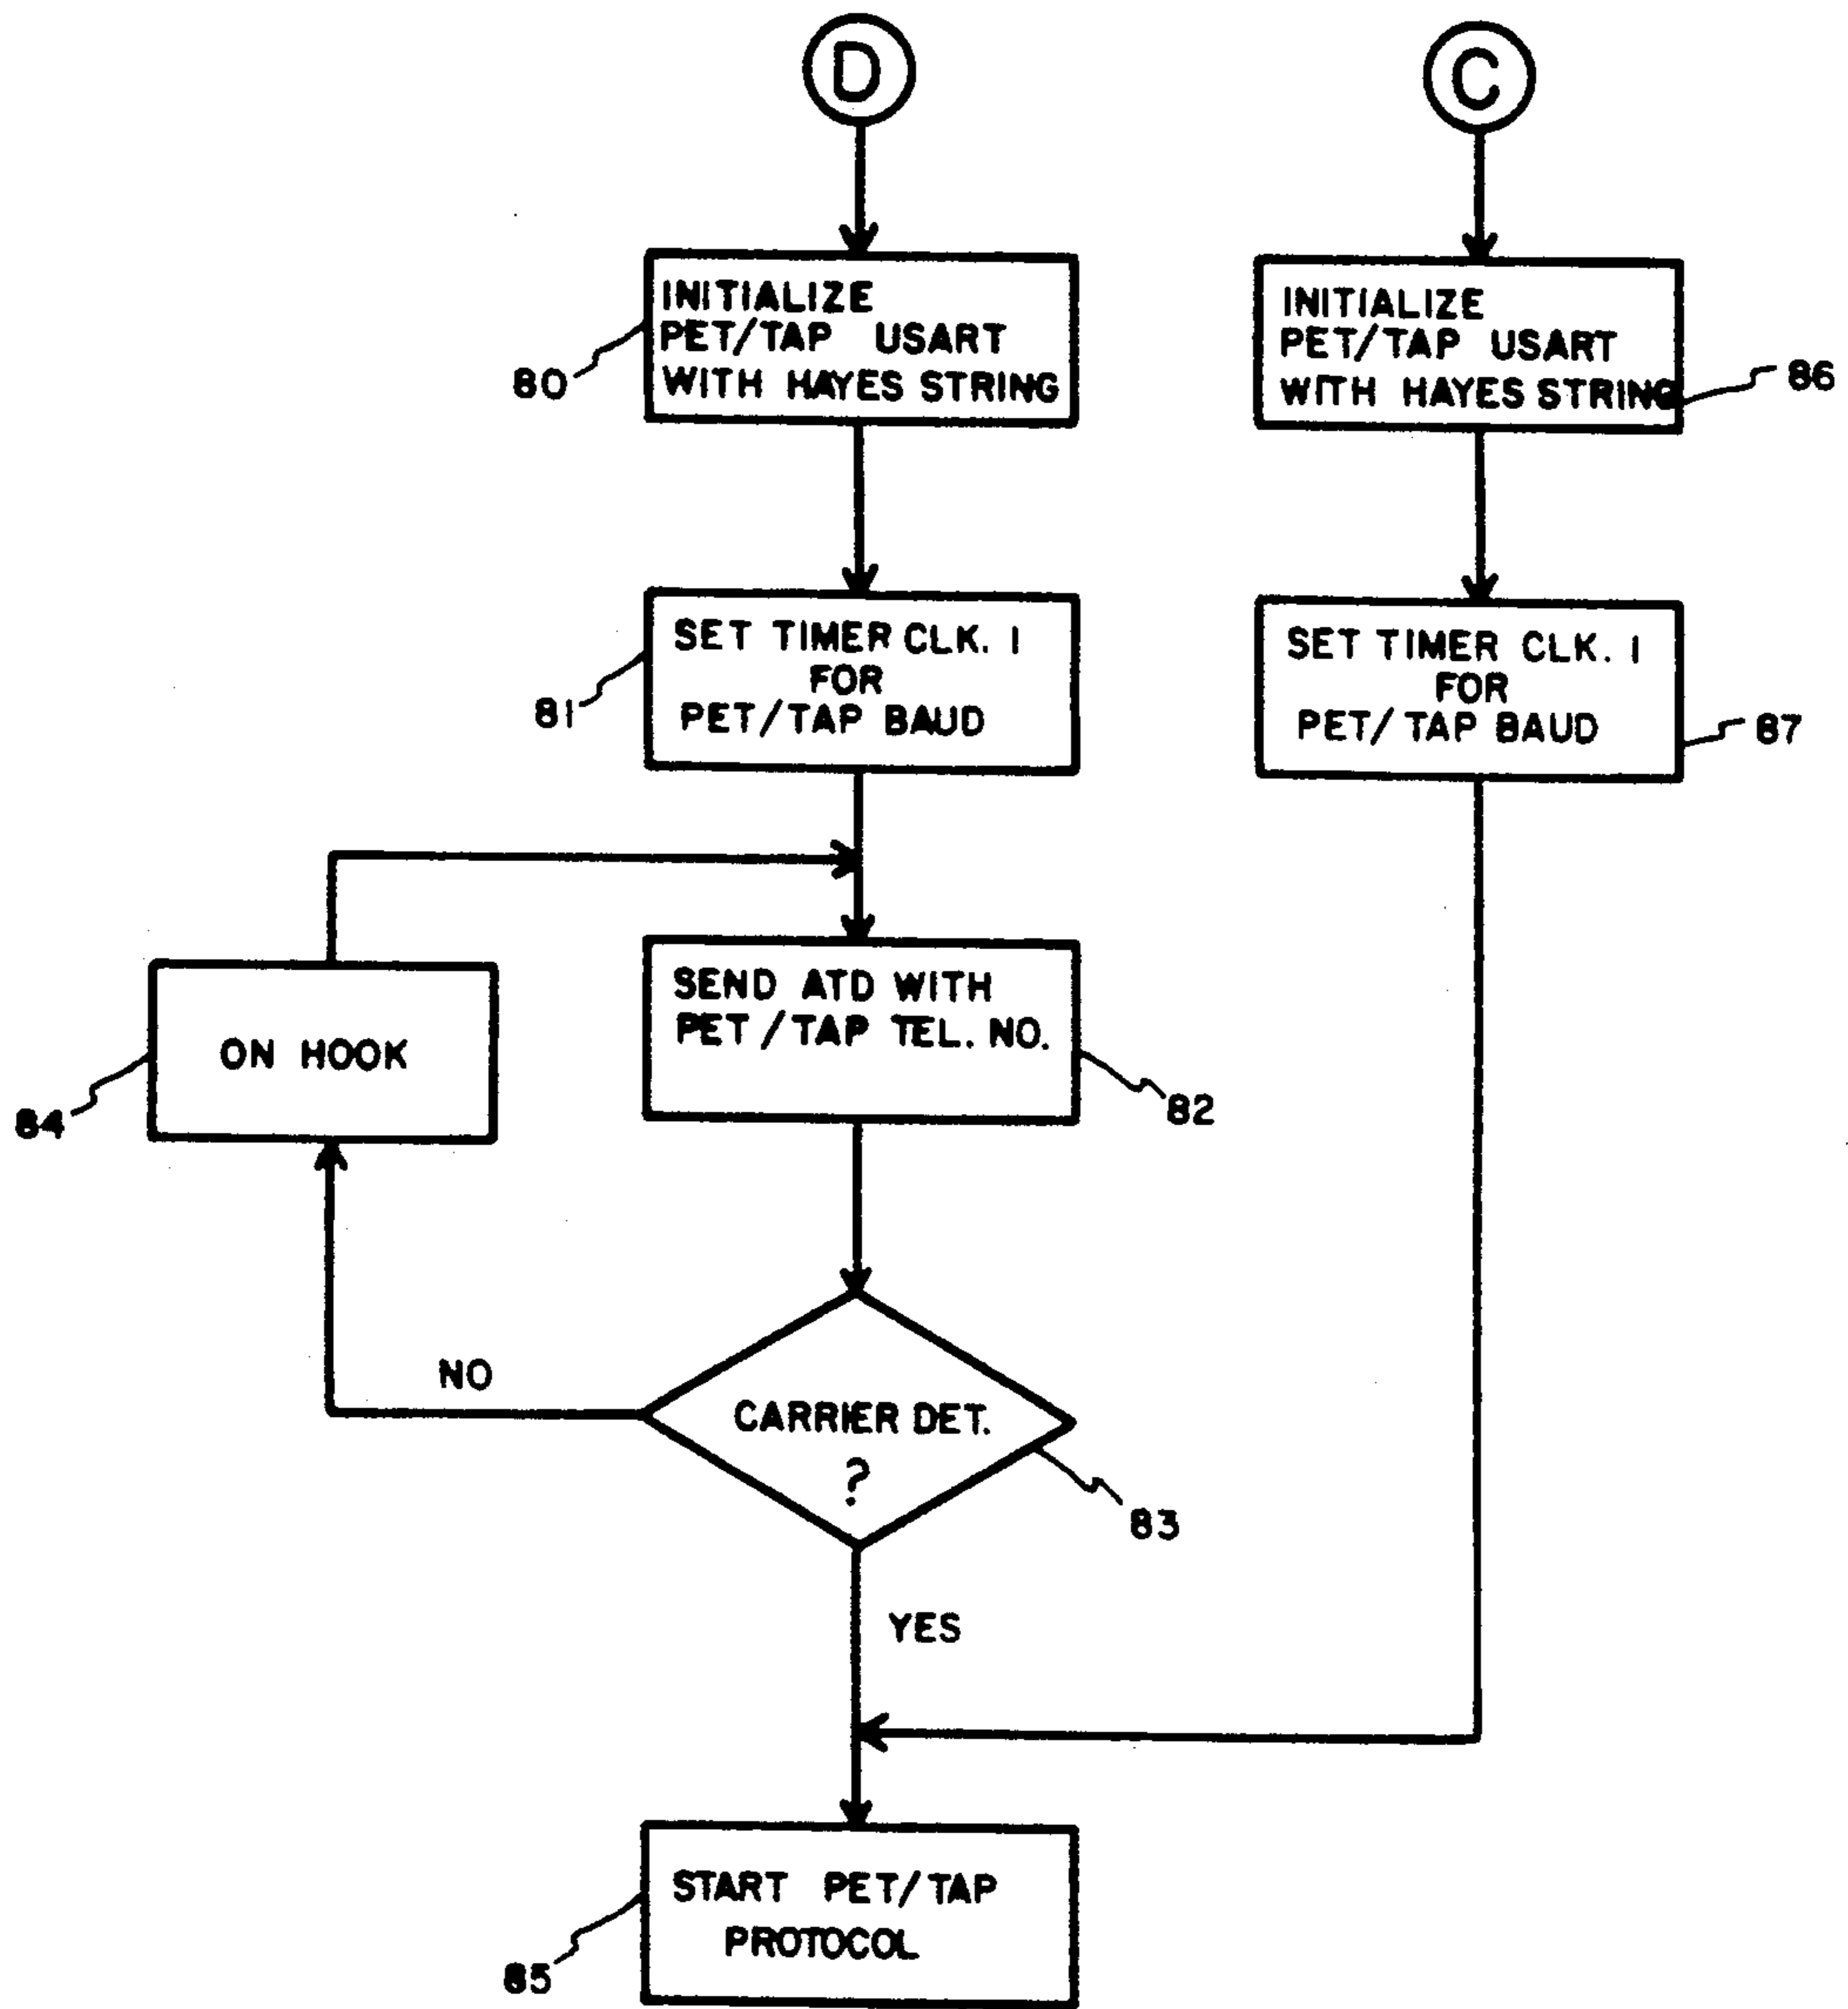 D
C
INITIALIZE
PET/TAP USART
WITH HAYES STRING
80
INITIALIZE
PET/TAP USART
WITH HAYES STRING
86
SET TIMER CLK. 1
FOR
PET/TAP BAUD
81
SET TIMER CLK. 1
FOR
PET/TAP BAUD
87
ON HOOK
84
SEND ATD WITH
PET/TAP TEL. NO.
82
NO
CARRIER DET.
?
83
YES
START PET/TAP
PROTOCOL
85